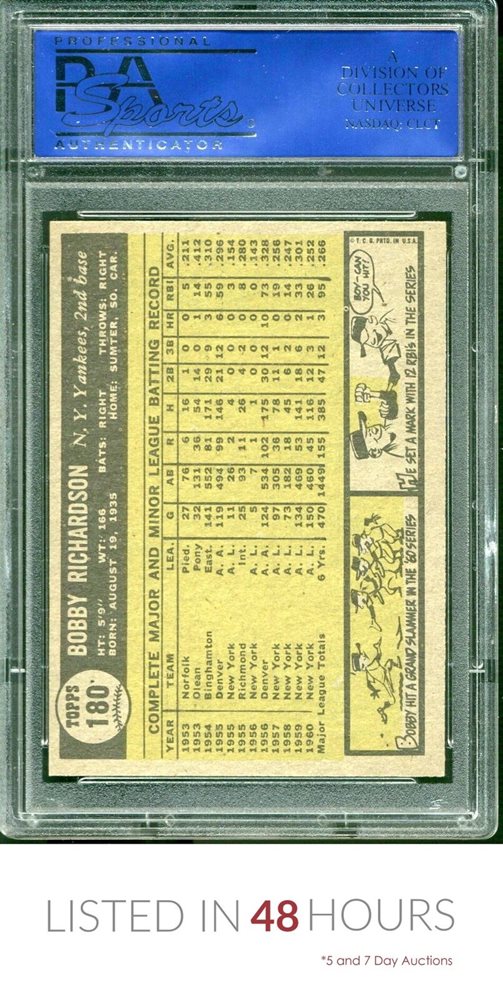 PROFESSIONAL
PSA
Sports
AUTHENTICATOR
A
DIVISION OF
COLLECTORS
UNIVERSE
NASDAQ: CLCT
TOPPS
180
BOBBY RICHARDSON N. Y. Yankees, 2nd base
HT: 5'9" WT: 166 BATS: RIGHT THROWS: RIGHT
BORN: AUGUST 19, 1935 HOME: SUMTER, SO. CAR.
COMPLETE MAJOR AND MINOR LEAGUE BATTING RECORD
YEAR TEAM LEA. G AB R H 2B 3B HR RBI AVG.
1953 Norfolk Pied. 27 76 6 16 1 0 0 5 .211
1953 Olean Pony 32 131 36 54 14 0 0 14 .412
1954 Binghamton East. 141 552 81 171 29 9 3 55 .310
1955 Denver A. A. 119 494 99 146 21 12 6 59 .296
1955 New York A. L. 11 26 2 4 0 0 0 3 .154
1955 Richmond Int. 25 93 11 26 4 2 0 8 .280
1956 New York A. L. 5 7 1 1 0 0 0 0 .143
1956 Denver A. A. 124 534 102 175 30 12 10 73 .328
1957 New York A. L. 97 305 36 78 11 1 0 19 .256
1958 New York A. L. 73 182 18 45 6 2 0 14 .247
1959 New York A. L. 134 469 53 141 18 6 2 33 .301
1960 New York A. L. 150 460 45 116 12 3 1 26 .252
Major League Totals 6 Yrs. 470 1449 155 385 47 12 3 95 .266
BOBBY HIT A GRAND SLAMMER IN THE '60 SERIES
BOY-CAN
YOU HIT!
HE SET A MARK WITH 12 RBIS IN THE SERIES
© T. C. G. PRTD. IN U.S.A.
LISTED IN 48 HOURS
*5 and 7 Day Auctions